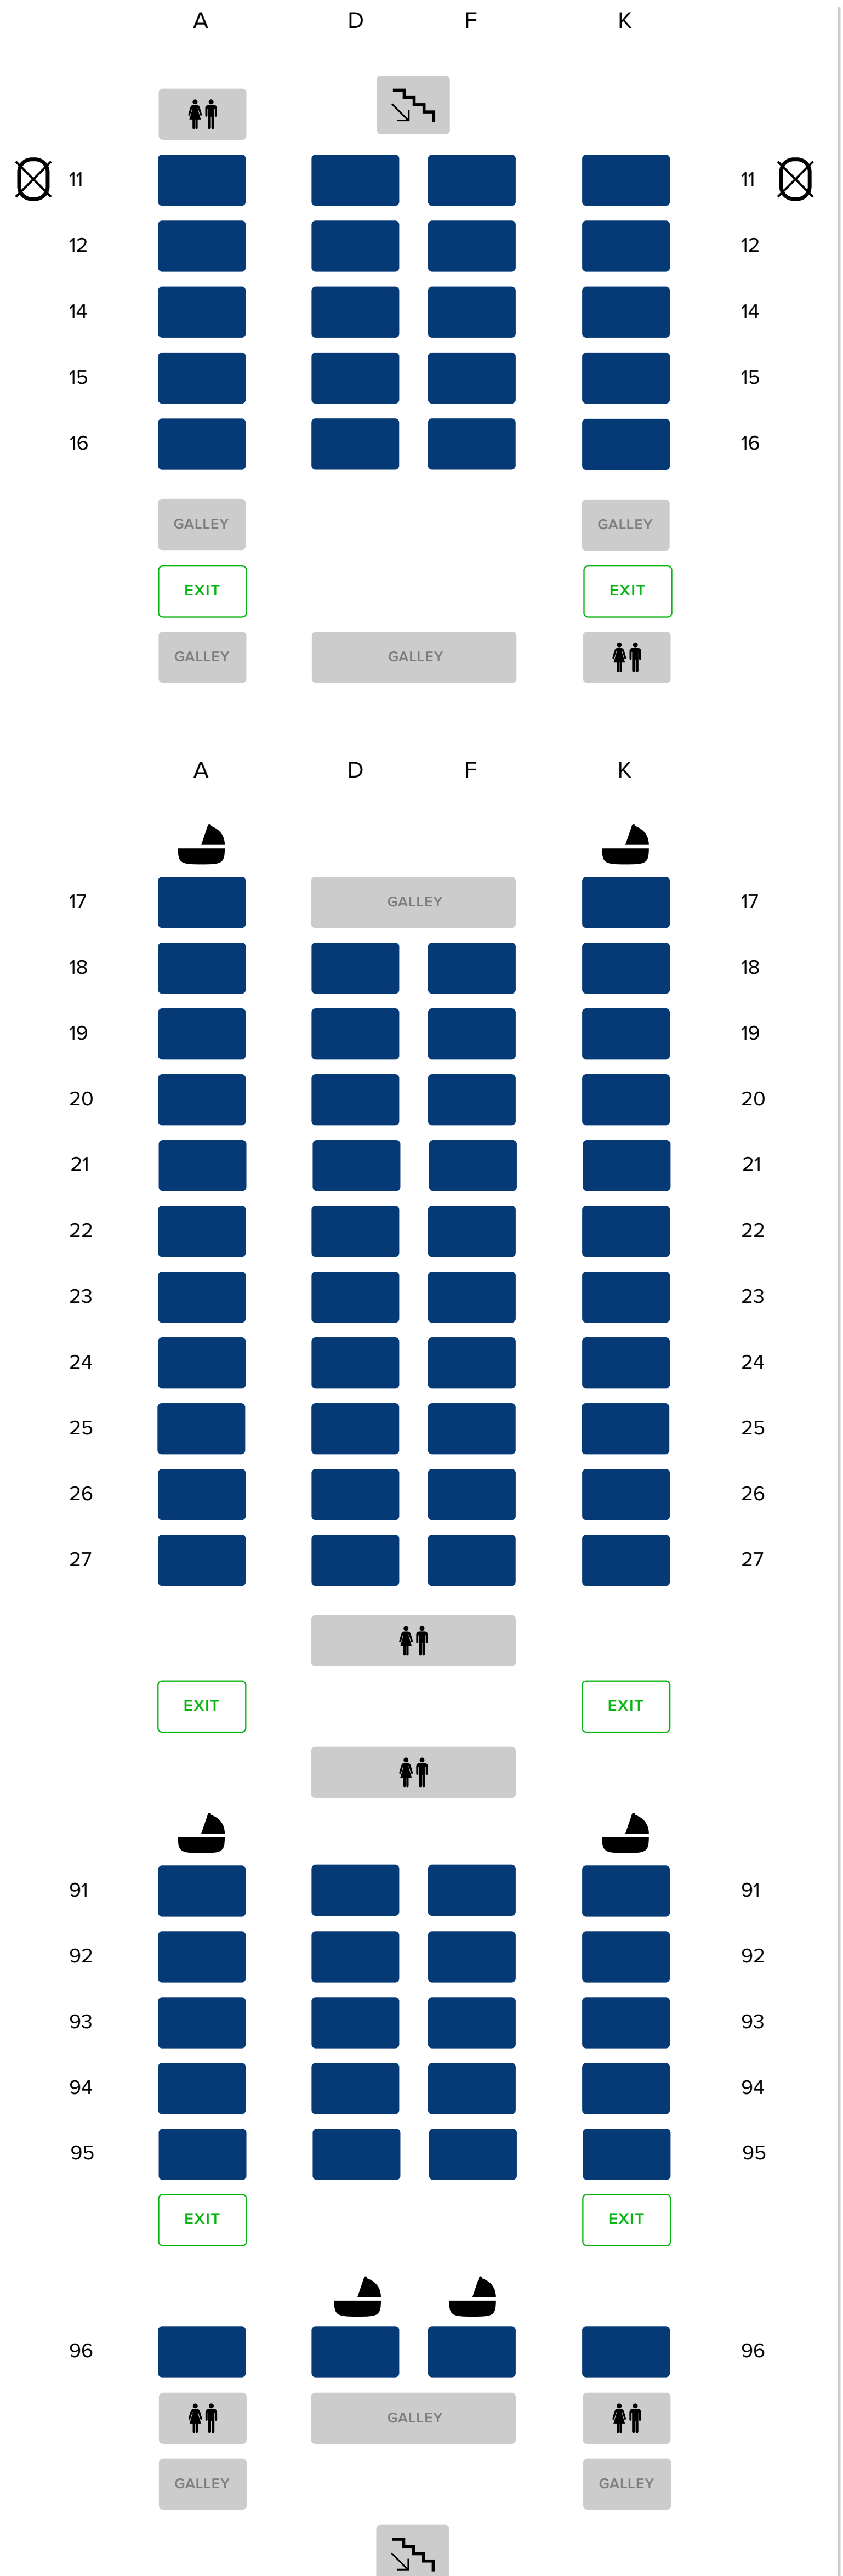 A D F K
11 11
12 12
14 14
15 15
16 16
GALLEY GALLEY
EXIT EXIT
GALLEY GALLEY
A D F K
17 GALLEY 17
18 18
19 19
20 20
21 21
22 22
23 23
24 24
25 25
26 26
27 27
EXIT EXIT
91 91
92 92
93 93
94 94
95 95
EXIT EXIT
96 96
GALLEY
GALLEY GALLEY